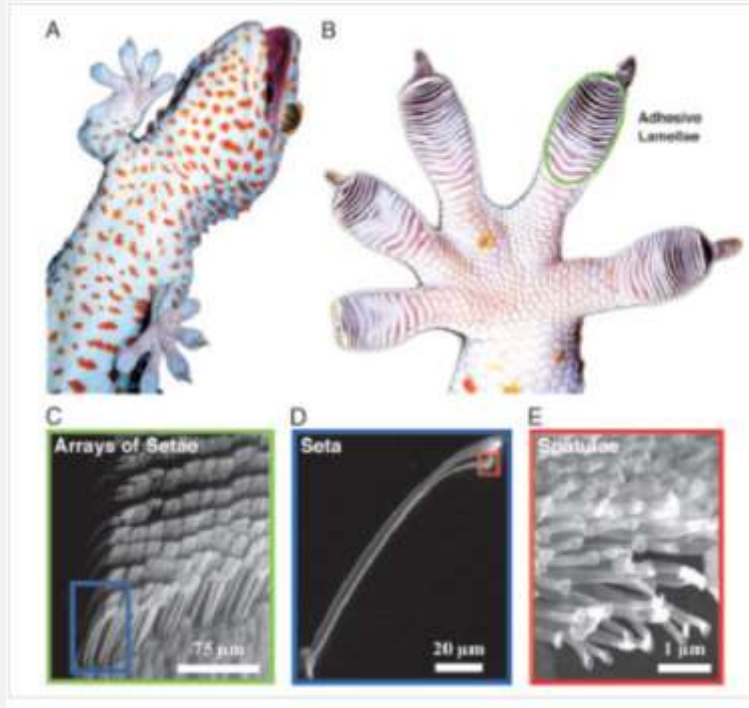 A
B
Adhesive
Lamellae
C
D
E
Arrays of Setae
Seta
Spatulae
75 µm
20 µm
1 µm